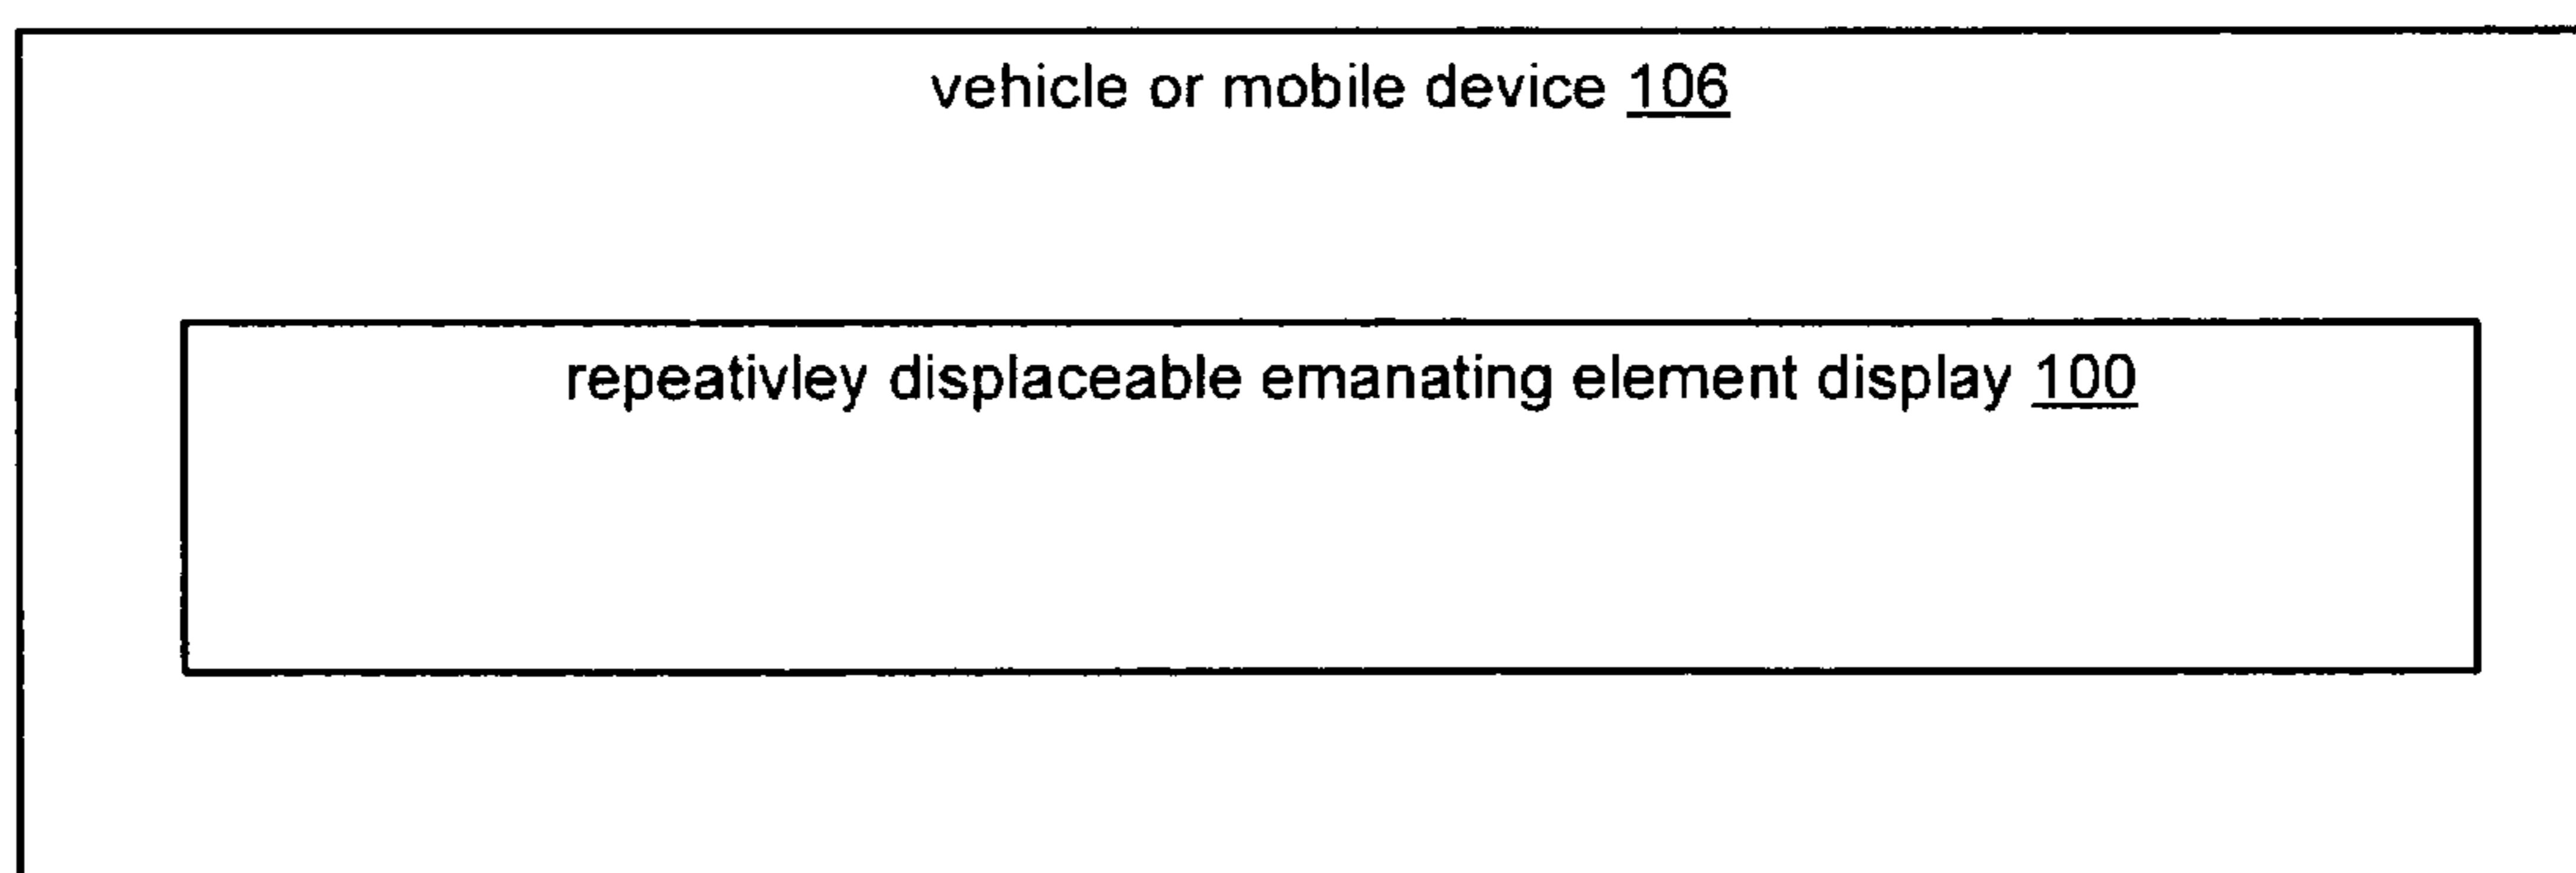 vehicle or mobile device 106
repeativley displaceable emanating element display 100